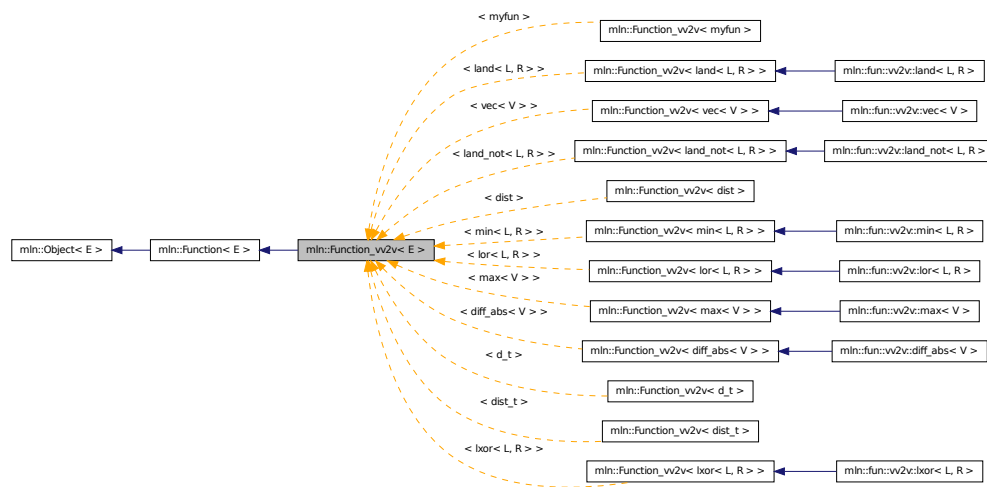 < myfun >
mln::Function_vv2v< myfun >
< land< L, R > >
mln::Function_vv2v< land< L, R > >
mln::fun::vv2v::land< L, R >
< vec< V > >
mln::Function_vv2v< vec< V > >
mln::fun::vv2v::vec< V >
< land_not< L, R > >
mln::Function_vv2v< land_not< L, R > >
mln::fun::vv2v::land_not< L, R >
< dist >
mln::Function_vv2v< dist >
mln::Object< E >
mln::Function< E >
mln::Function_vv2v< E >
< min< L, R > >
mln::Function_vv2v< min< L, R > >
mln::fun::vv2v::min< L, R >
< lor< L, R > >
mln::Function_vv2v< lor< L, R > >
mln::fun::vv2v::lor< L, R >
< max< V > >
mln::Function_vv2v< max< V > >
mln::fun::vv2v::max< V >
< diff_abs< V > >
mln::Function_vv2v< diff_abs< V > >
mln::fun::vv2v::diff_abs< V >
< d_t >
mln::Function_vv2v< d_t >
< dist_t >
mln::Function_vv2v< dist_t >
< lxor< L, R > >
mln::Function_vv2v< lxor< L, R > >
mln::fun::vv2v::lxor< L, R >